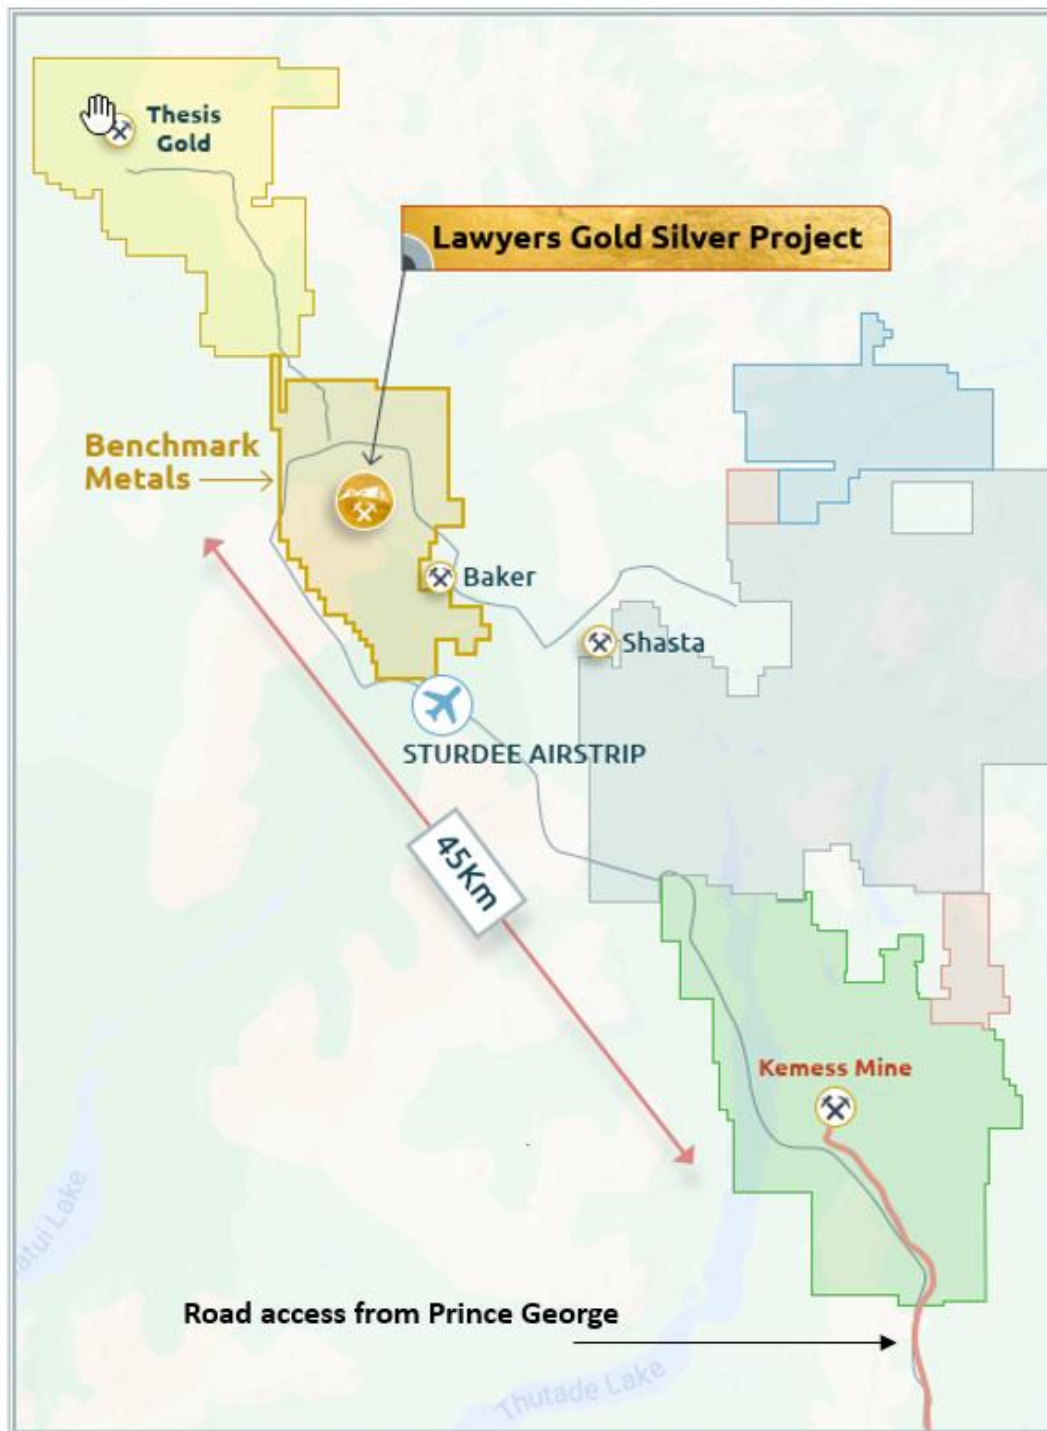 Thesis
Gold
Lawyers Gold Silver Project
Benchmark
Metals
Baker
Shasta
STURDEE AIRSTRIP
45Km
Kemess Mine
Road access from Prince George
Thutade Lake
Lake